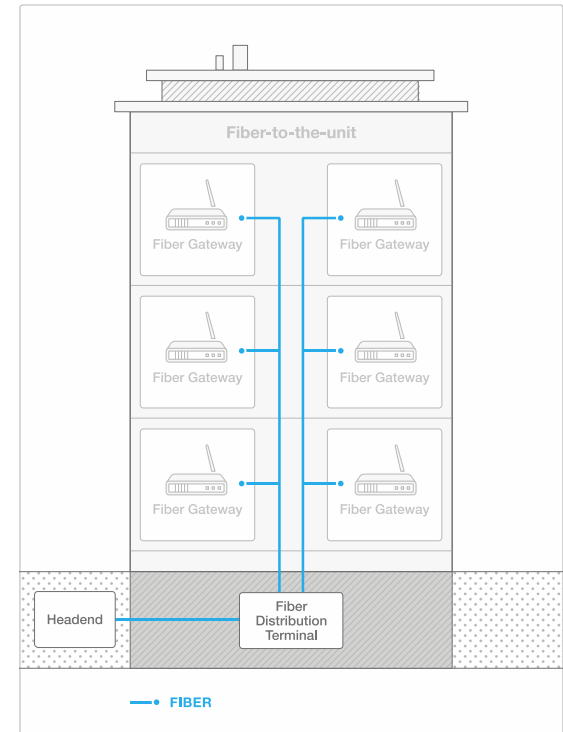 Fiber-to-the-unit
Fiber Gateway
Fiber Gateway
Fiber Gateway
Fiber Gateway
Fiber Gateway
Fiber Gateway
Headend
Fiber
Distribution
Terminal
FIBER